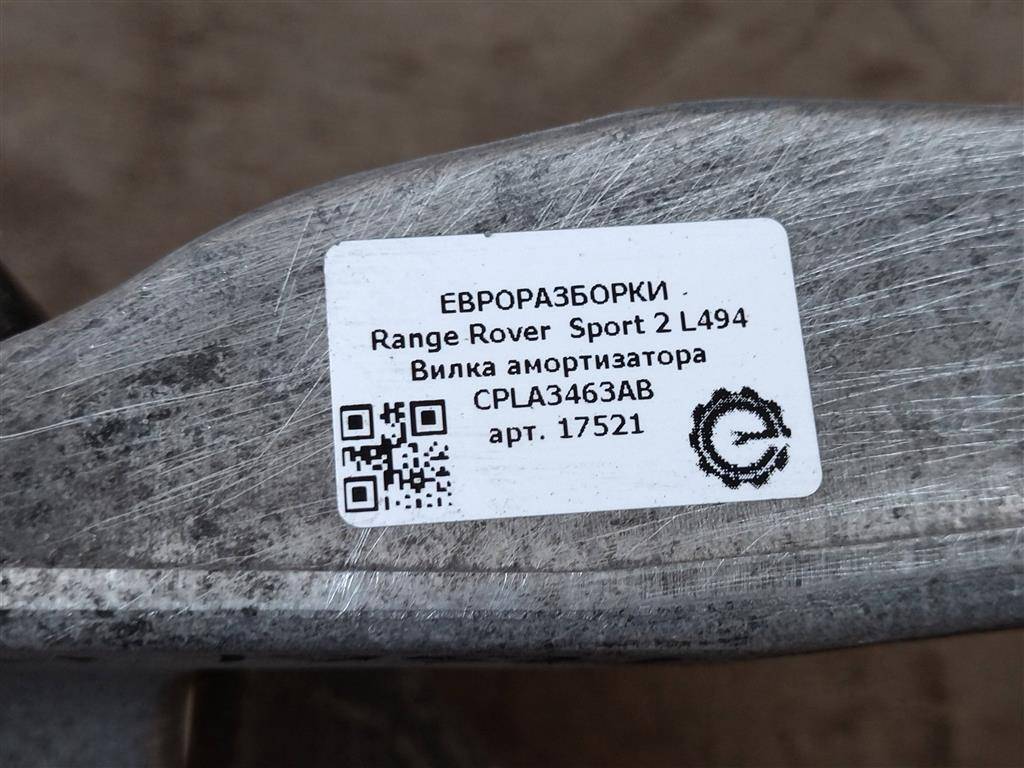 ЕВРОРАЗБОРКИ
Range Rover Sport 2 L494
Вилка амортизатора
CPLA3463AB
арт. 17521